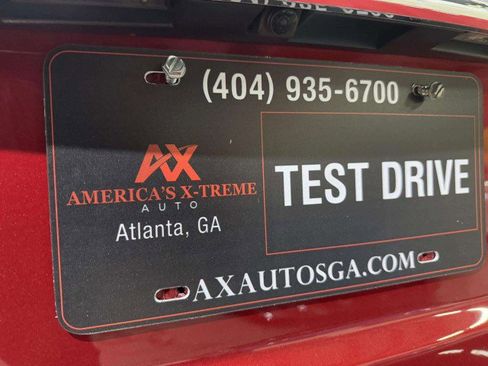 (404) 935-6700
AX
AMERICA'S X-TREME
AUTO
Atlanta, GA
TEST DRIVE
AXAUTOSGA.COM